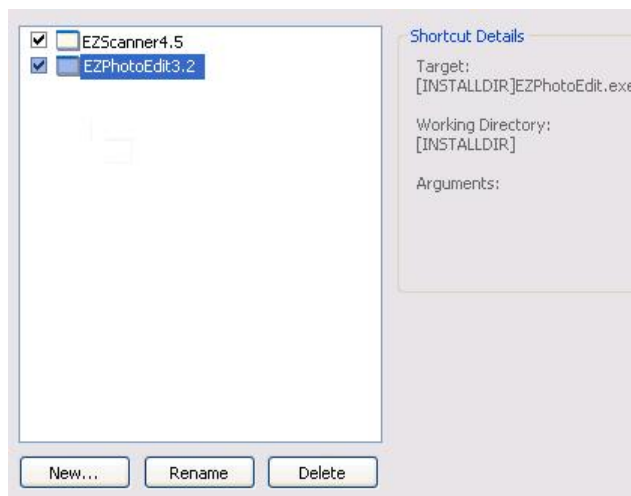 EZScanner4.5
EZPhotoEdit3.2
Shortcut Details
Target:
[INSTALLDIR]EZPhotoEdit.exe
Working Directory:
[INSTALLDIR]
Arguments:
New...
Rename
Delete